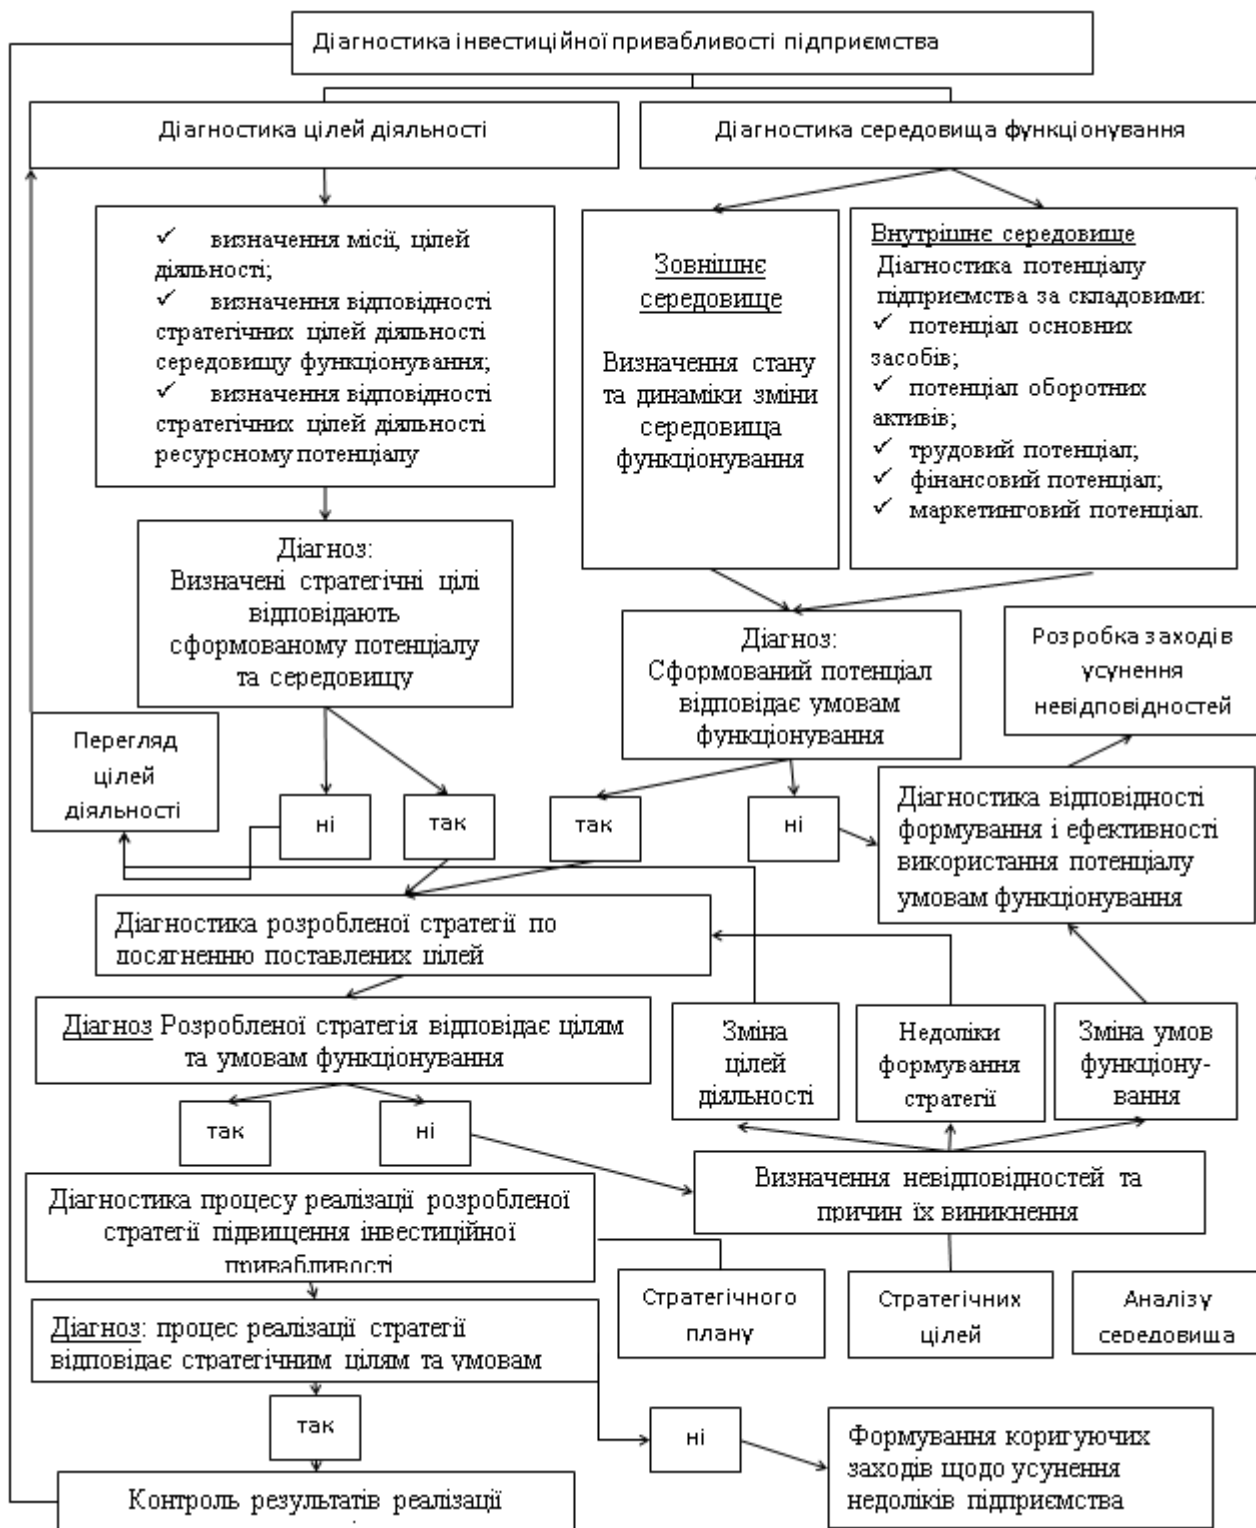 Діагностика інвестиційної привабливості підприємства
Діагностика цілей діяльності
Діагностика середовища функціонування
✓ визначення місії, цілей
діяльності;
✓ визначення відповідності
стратегічних цілей діяльності
середовищу функціонування;
✓ визначення відповідності
стратегічних цілей діяльності
ресурсному потенціалу
Зовнішнє
середовище
Визначення стану
та динаміки зміни
середовища
функціонування
Внутрішнє середовище
Діагностика потенціалу
підприємства за складовими:
✓ потенціал основних
засобів;
✓ потенціал оборотних
активів;
✓ трудовий потенціал;
✓ фінансовий потенціал;
✓ маркетинговий потенціал.
Діагноз:
Визначені стратегічні цілі
відповідають
сформованому потенціалу
та середовищу
Діагноз:
Сформований потенціал
відповідає умовам
функціонування
Розробка заходів
усунення
невідповідностей
Перегляд
цілей
діяльності
ні
так
так
ні
Діагностика відповідності
формування і ефективності
використання потенціалу
умовам функціонування
Діагностика розробленої стратегії по
досягненню поставлених цілей
Діагноз Розробленої стратегія відповідає цілям
та умовам функціонування
Зміна
цілей
діяльності
Недоліки
формування
стратегії
Зміна умов
функціону-
вання
так
ні
Визначення невідповідностей та
причин їх виникнення
Діагностика процесу реалізації розробленої
стратегії підвищення інвестиційної
привабливості
Стратегічного
плану
Стратегічних
цілей
Аналізу
середовища
Діагноз: процес реалізації стратегії
відповідає стратегічним цілям та умовам
так
ні
Формування коригуючих
заходів щодо усунення
недоліків підприємства
Контроль результатів реалізації